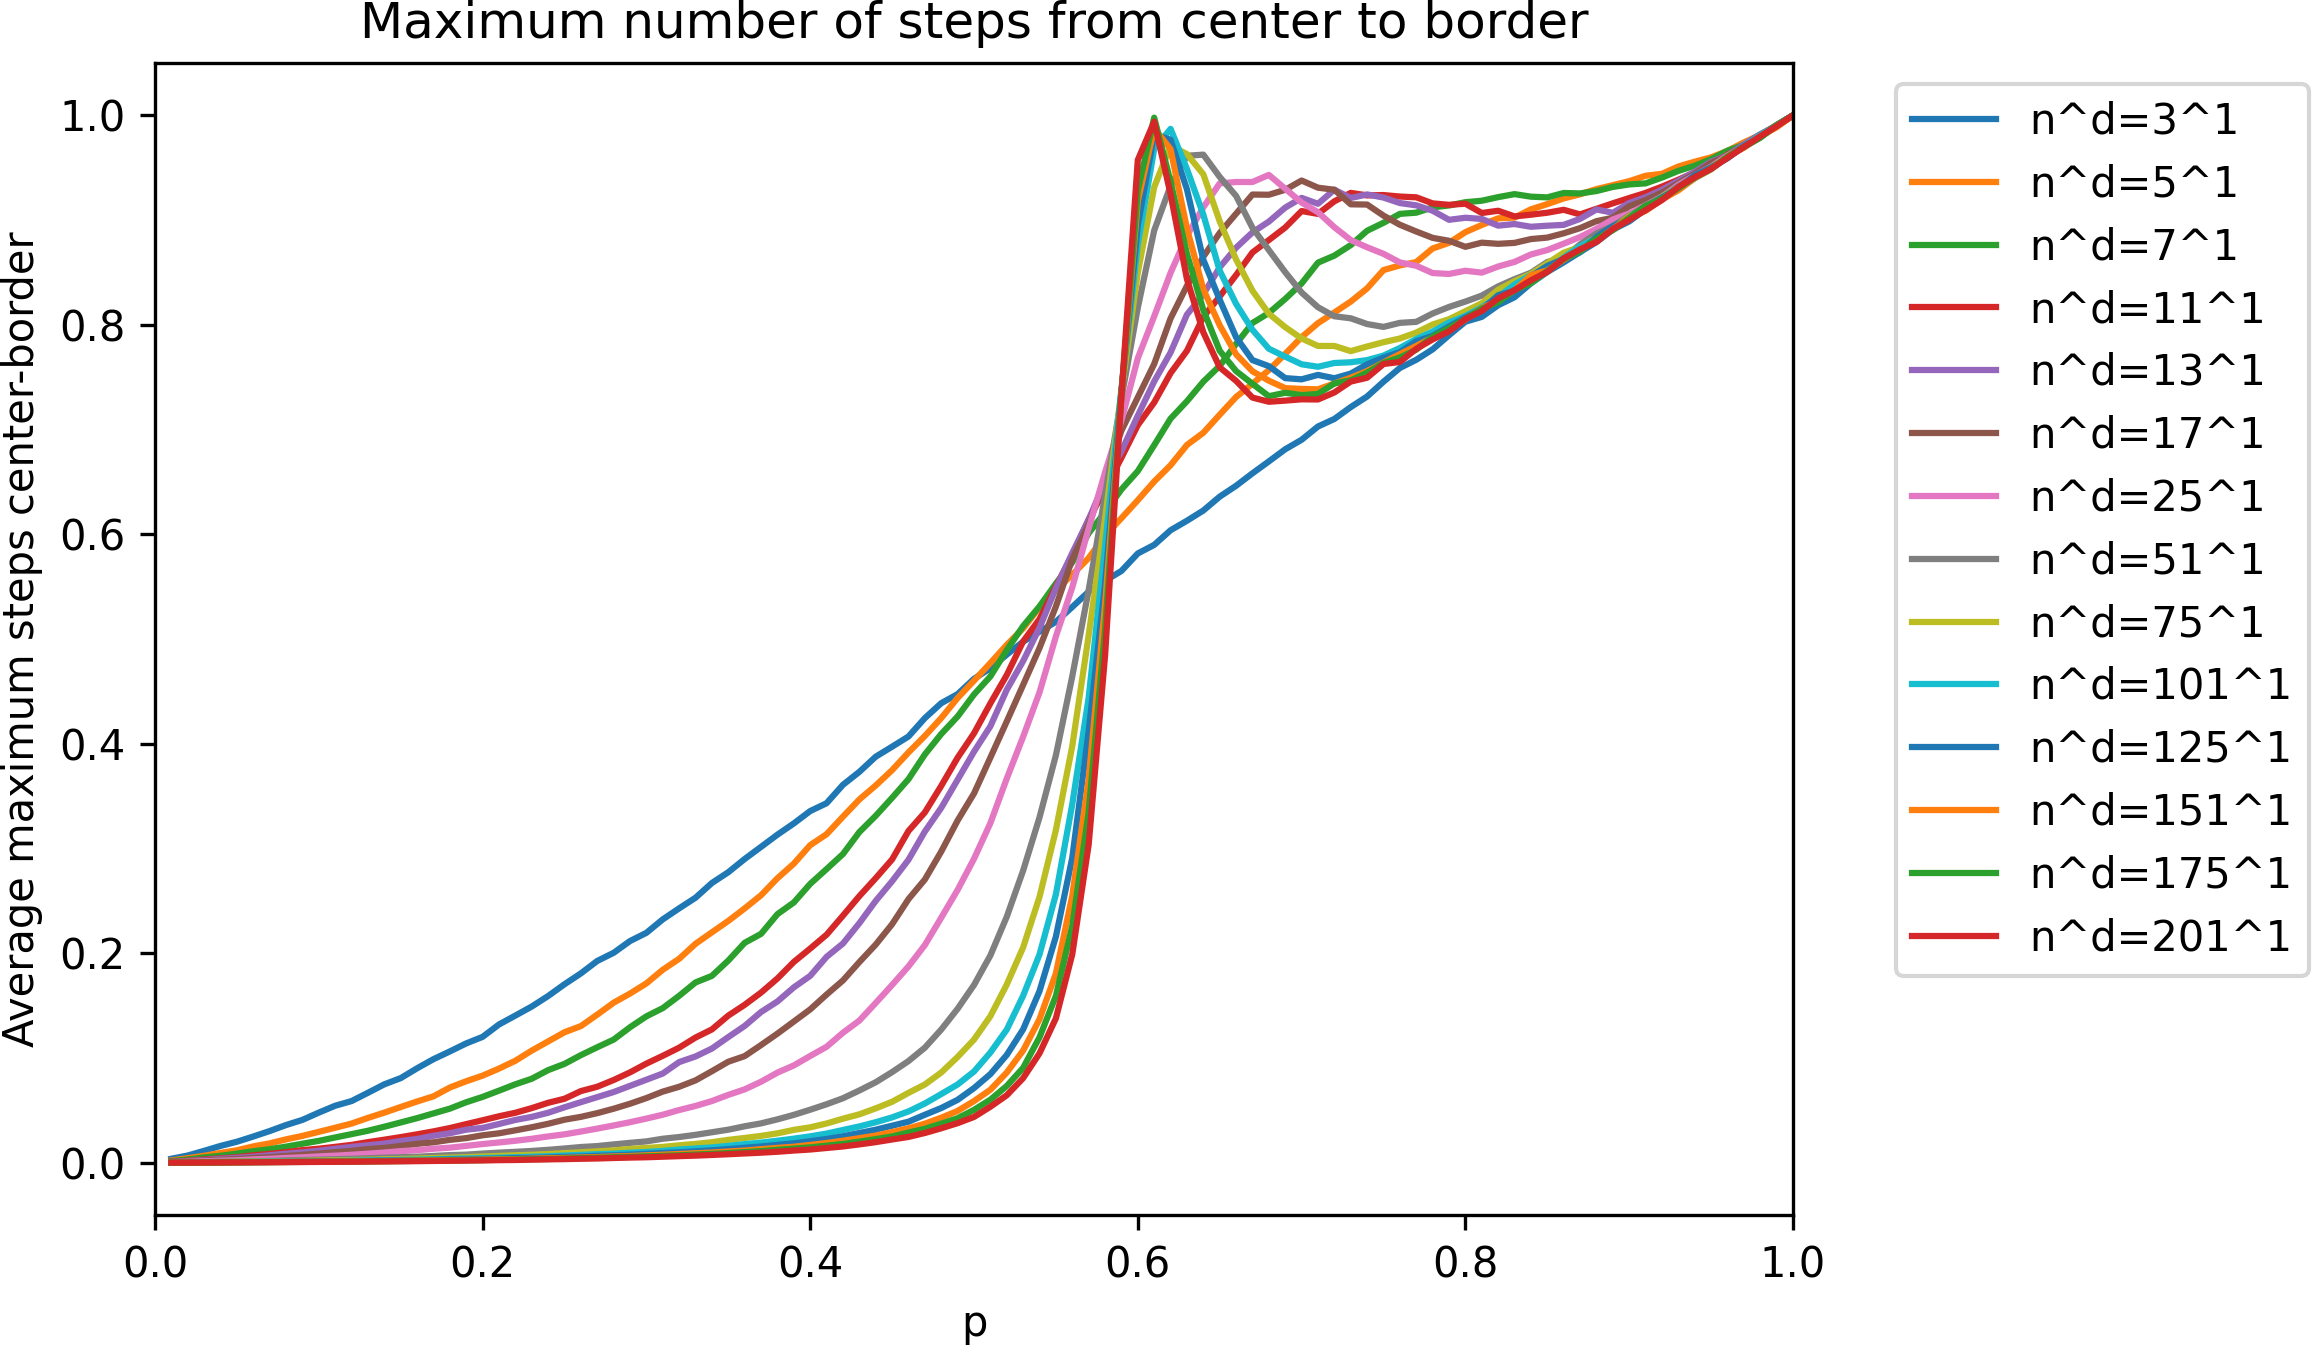 Maximum number of steps from center to border
Average maximum steps center-border
1.0
0.8
0.6
0.4
0.2
0.0
0.0 0.2 0.4 0.6 0.8 1.0
p
n^d=3^1
n^d=5^1
n^d=7^1
n^d=11^1
n^d=13^1
n^d=17^1
n^d=25^1
n^d=51^1
n^d=75^1
n^d=101^1
n^d=125^1
n^d=151^1
n^d=175^1
n^d=201^1